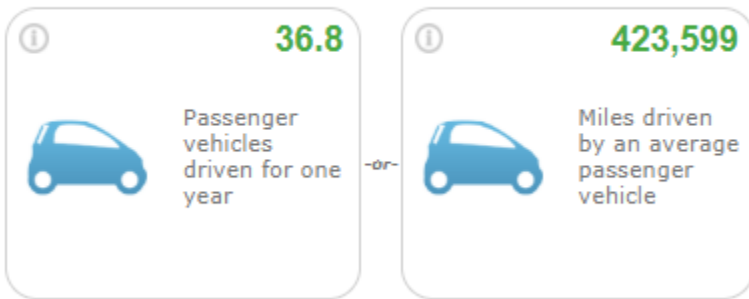 36.8
Passenger
vehicles
driven for one
year
-or-
423,599
Miles driven
by an average
passenger
vehicle